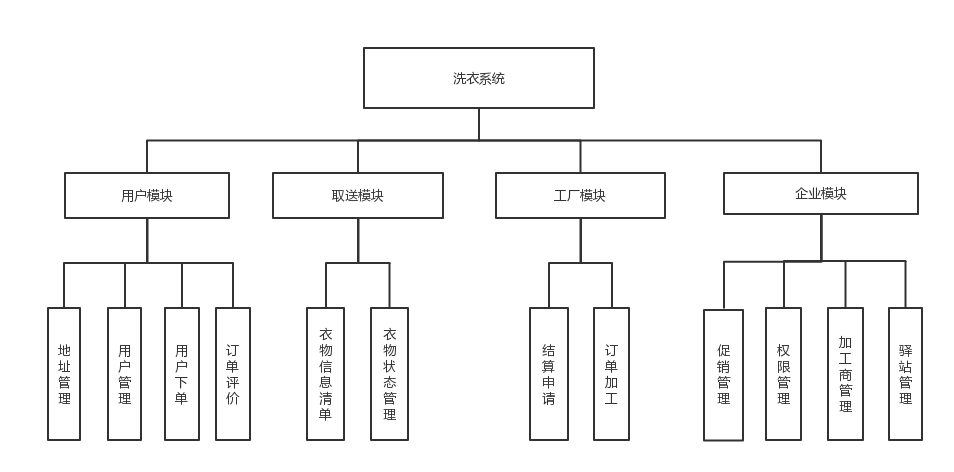 洗衣系统
用户模块
取送模块
工厂模块
企业模块
地址管理
用户管理
用户下单
订单评价
衣物信息清单
衣物状态管理
结算申请
订单加工
促销管理
权限管理
加工商管理
驿站管理